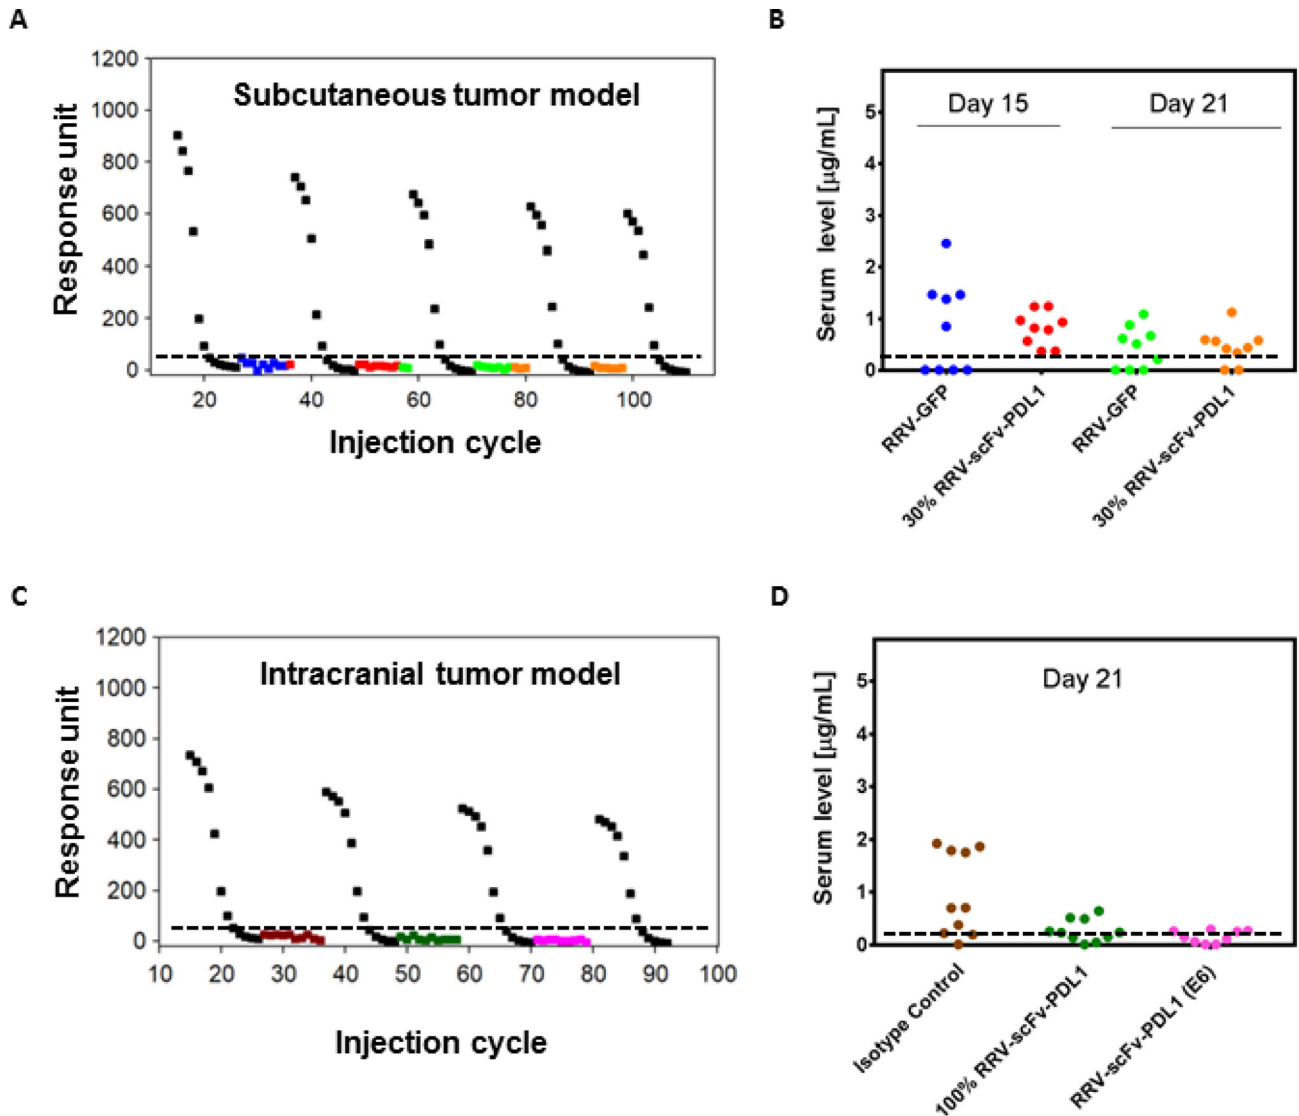 A
Subcutaneous tumor model
Response unit
1200
1000
800
600
400
200
0
20 40 60 80 100
Injection cycle
B
Day 15 Day 21
Serum level [µg/mL]
5
4
3
2
1
0
RRV-GFP
30% RRV-scFv-PDL1
RRV-GFP
30% RRV-scFv-PDL1
C
Intracranial tumor model
Response unit
1200
1000
800
600
400
200
0
10 20 30 40 50 60 70 80 90 100
Injection cycle
D
Day 21
Serum level [µg/mL]
5
4
3
2
1
0
Isotype Control
100% RRV-scFv-PDL1
RRV-scFv-PDL1 (E6)